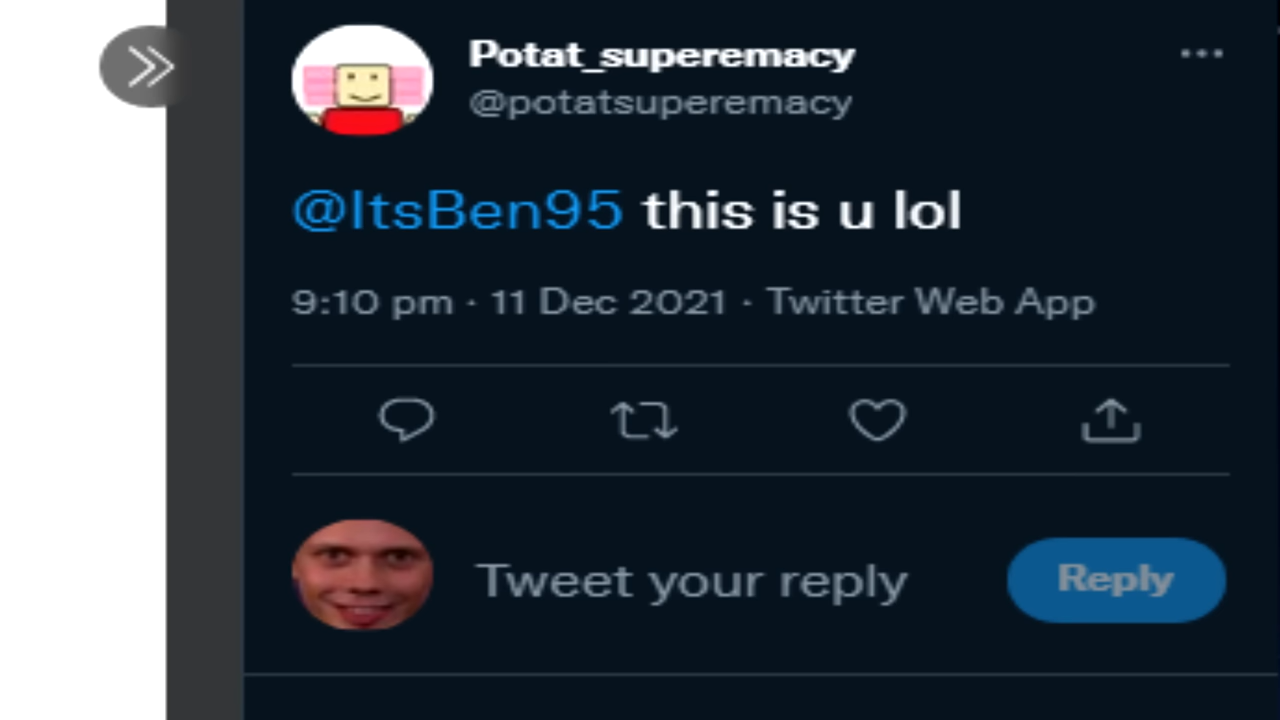 Potat_superemacy
@potatsuperemacy
@ItsBen95 this is u lol
9:10 pm · 11 Dec 2021 · Twitter Web App
Tweet your reply
Reply